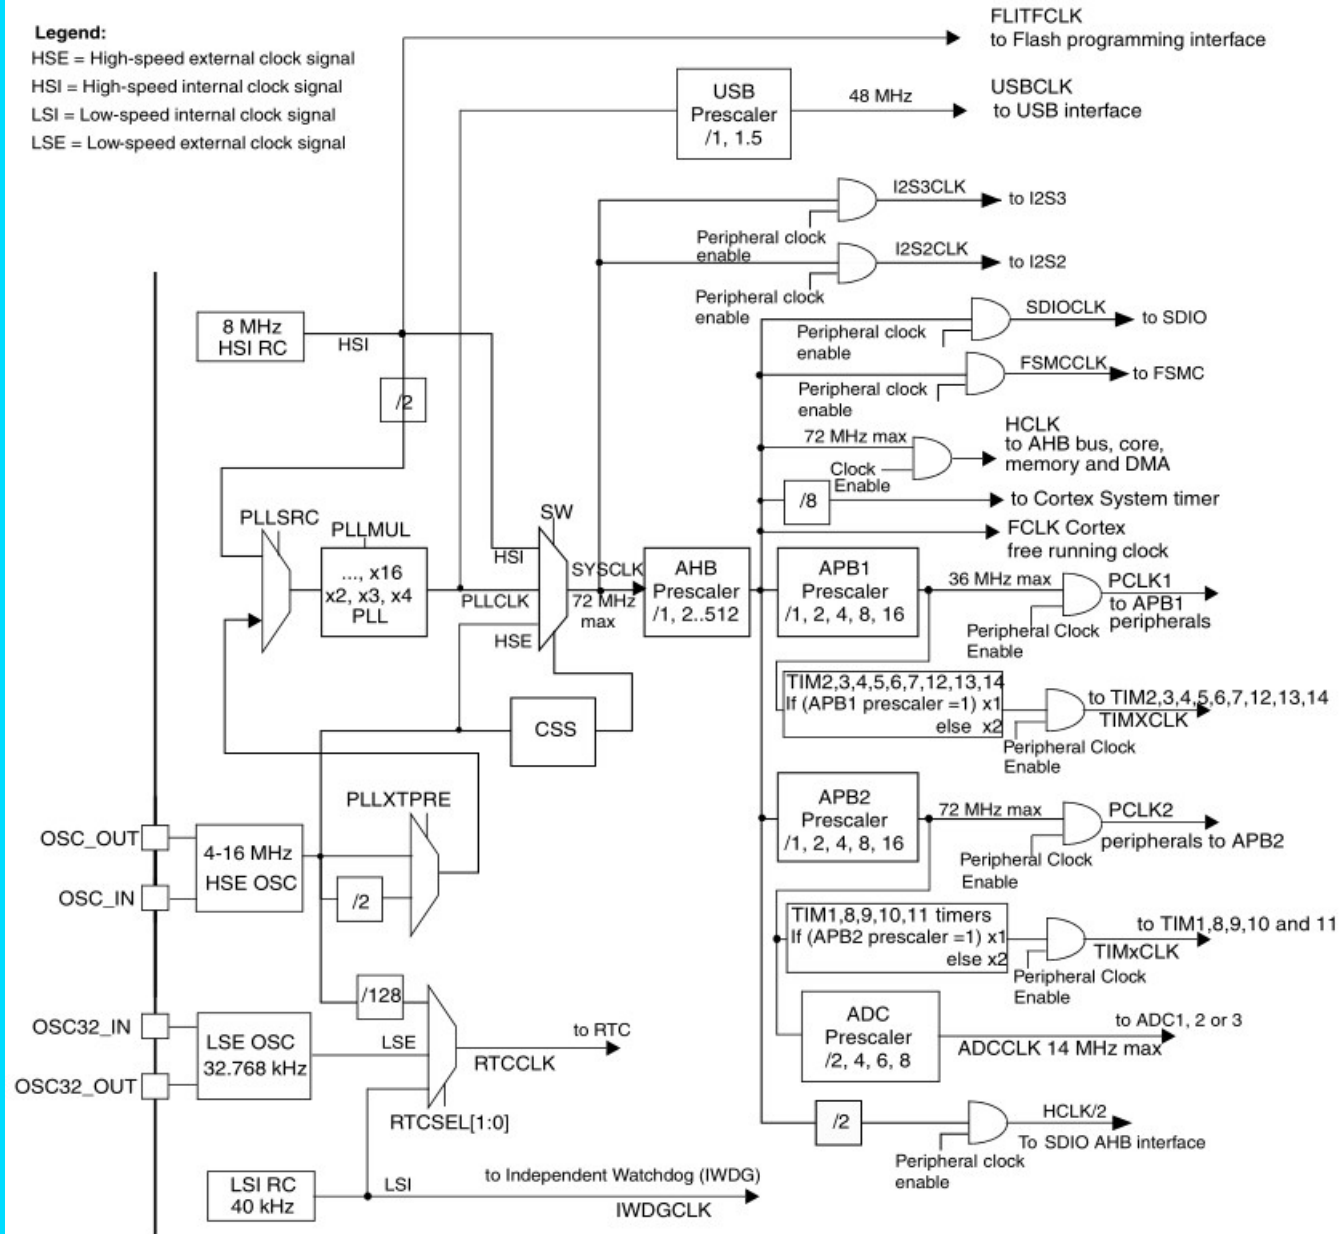 Legend:
HSE = High-speed external clock signal
HSI = High-speed internal clock signal
LSI = Low-speed internal clock signal
LSE = Low-speed external clock signal
FLITFCLK
to Flash programming interface
USB
Prescaler
/1, 1.5
48 MHz
USBCLK
to USB interface
I2S3CLK
to I2S3
Peripheral clock
enable
I2S2CLK
to I2S2
Peripheral clock
enable
8 MHz
HSI RC
HSI
/2
SDIOCLK
to SDIO
Peripheral clock
enable
FSMCCLK
to FSMC
Peripheral clock
enable
HCLK
to AHB bus, core,
memory and DMA
72 MHz max
Clock
Enable
/8
to Cortex System timer
FCLK Cortex
free running clock
PLLSRC
PLLMUL
..., x16
x2, x3, x4
PLL
SW
HSI
PLLCLK
HSE
SYSCLK
72 MHz
max
AHB
Prescaler
/1, 2..512
APB1
Prescaler
/1, 2, 4, 8, 16
36 MHz max
PCLK1
to APB1
peripherals
Peripheral Clock
Enable
TIM2,3,4,5,6,7,12,13,14
If (APB1 prescaler =1) x1
else x2
to TIM2,3,4,5,6,7,12,13,14
TIMXCLK
Peripheral Clock
Enable
CSS
PLLXTPRE
OSC_OUT
OSC_IN
4-16 MHz
HSE OSC
/2
APB2
Prescaler
/1, 2, 4, 8, 16
72 MHz max
PCLK2
peripherals to APB2
Peripheral Clock
Enable
TIM1,8,9,10,11 timers
If (APB2 prescaler =1) x1
else x2
to TIM1,8,9,10 and 11
TIMxCLK
Peripheral Clock
Enable
/128
OSC32_IN
OSC32_OUT
LSE OSC
32.768 kHz
LSE
to RTC
RTCCLK
RTCSEL[1:0]
ADC
Prescaler
/2, 4, 6, 8
to ADC1, 2 or 3
ADCCLK 14 MHz max
/2
HCLK/2
To SDIO AHB interface
Peripheral clock
enable
LSI RC
40 kHz
LSI
to Independent Watchdog (IWDG)
IWDGCLK